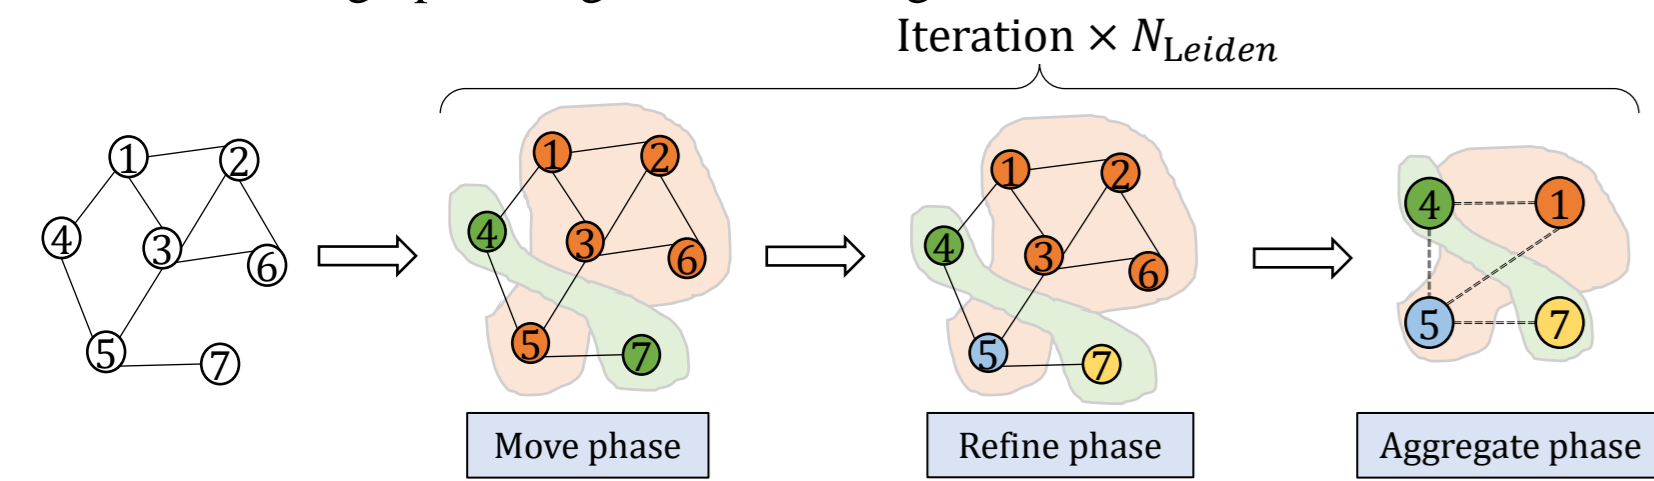 Iteration × N_Leiden
1 2 4 3 6 5 7
1 2 4 3 6 5 7
1 2 4 3 6 5 7
4 1 5 7
Move phase
Refine phase
Aggregate phase